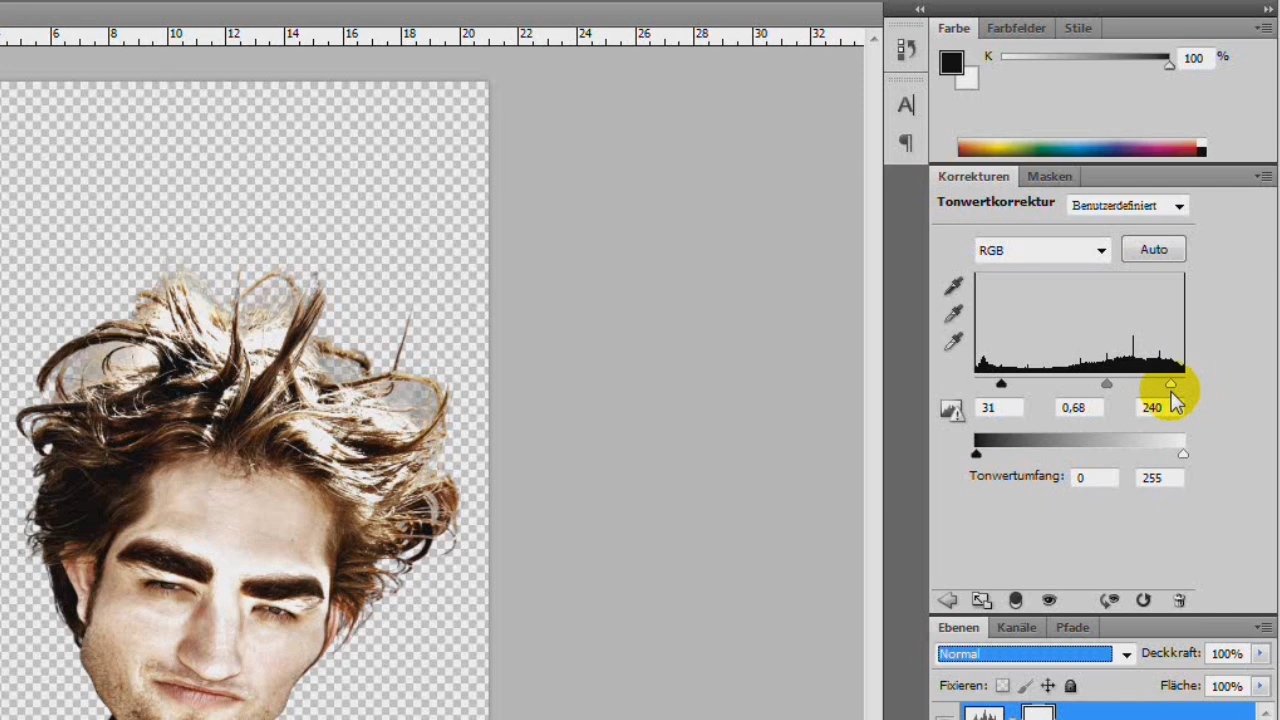 6 8 10 12 14 16 18 20 22 24 26 28 30 32
Farbe Farbfelder Stile
K 100 %
A
Korrekturen Masken
Tonwertkorrektur Benutzerdefiniert
RGB Auto
31 0,68 240
Tonwertumfang: 0 255
Ebenen Kanäle Pfade
Normal Deckkraft: 100%
Fixieren: Fläche: 100%